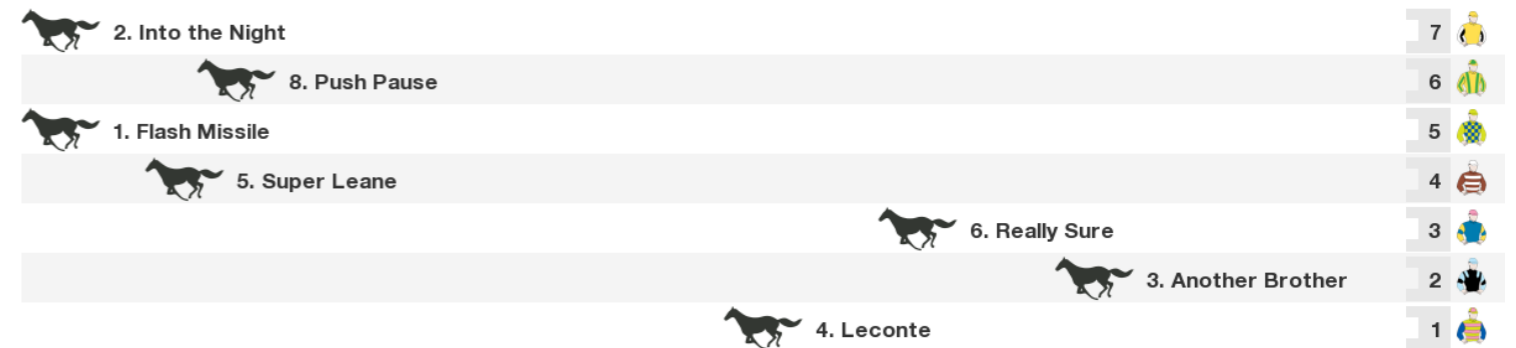 2. Into the Night 7
8. Push Pause 6
1. Flash Missile 5
5. Super Leane 4
6. Really Sure 3
3. Another Brother 2
4. Leconte 1